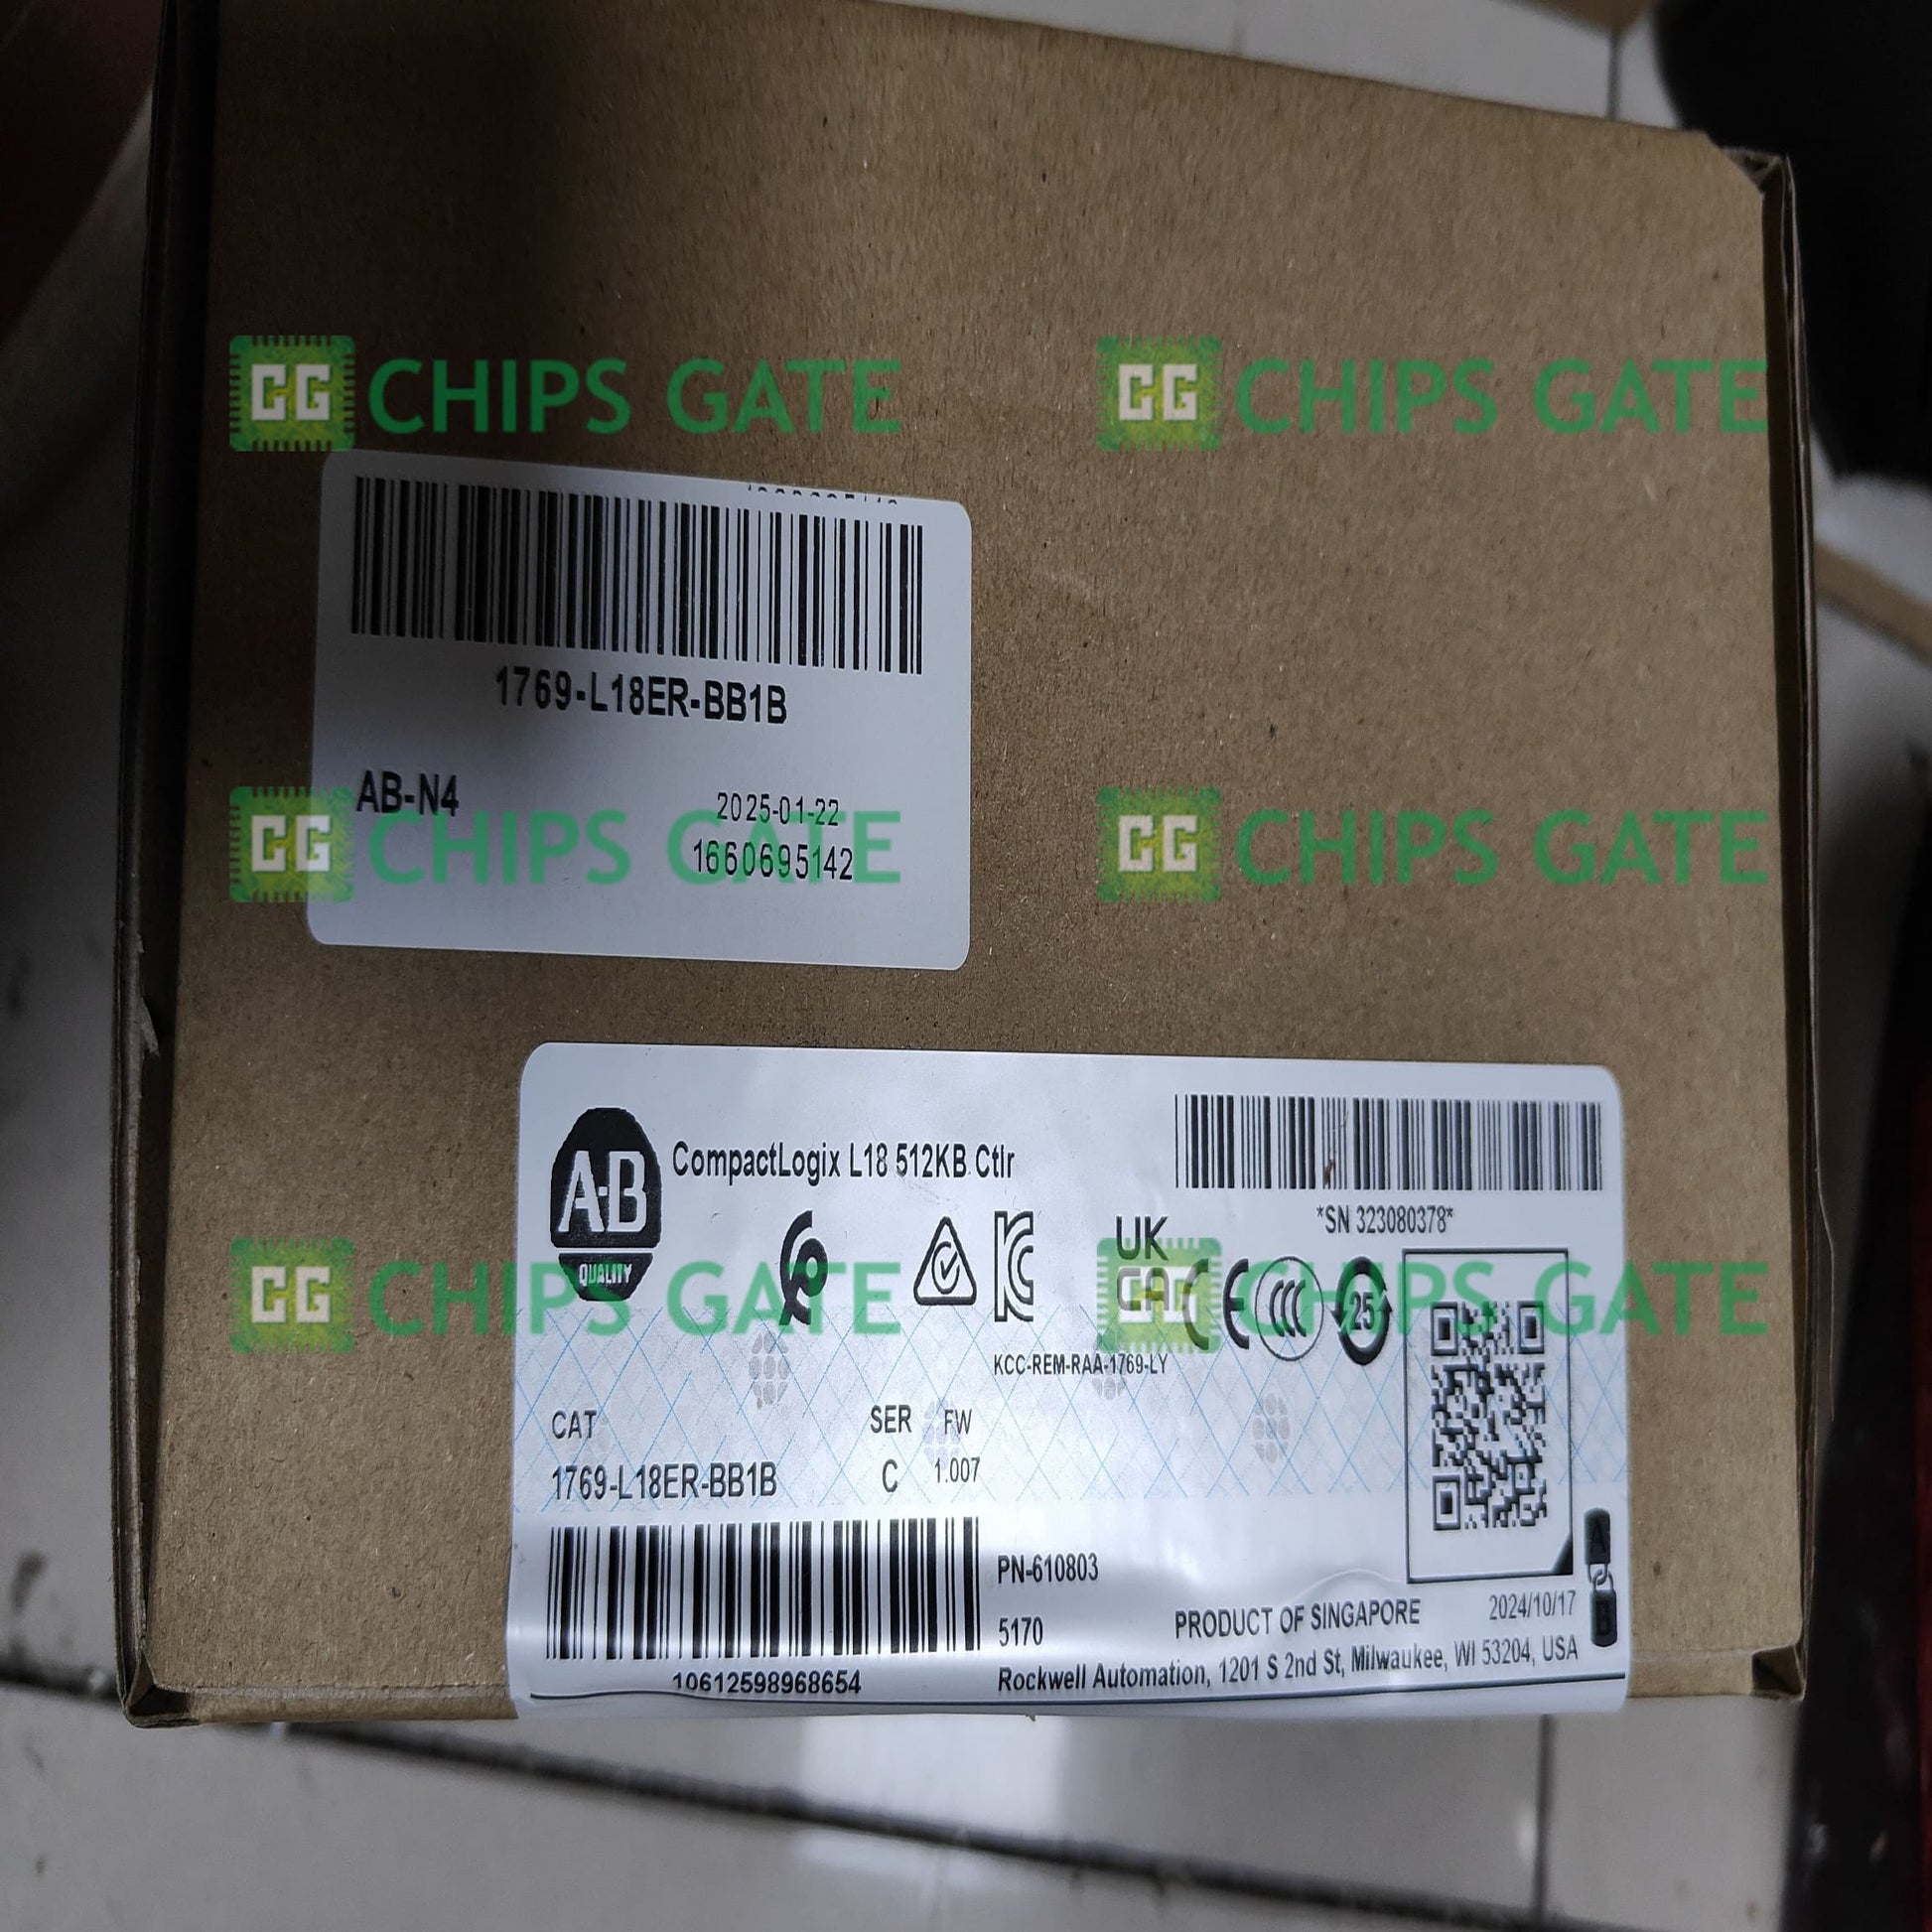 CG CHIPS GATE
CG CHIPS GATE
1769-L18ER-BB1B
AB-N4
2025-01-22
1660695142
CG CHIPS GATE
CG CHIPS GATE
A-B
QUALITY
CompactLogix L18 512KB Ctlr
*SN 323080378*
UK
CA
CE
CCC
25
CG CHIPS GATE
CG CHIPS GATE
KCC-REM-RAA-1769-LY
CAT
SER
FW
1769-L18ER-BB1B
C
1.007
PN-610803
5170
PRODUCT OF SINGAPORE
2024/10/17
A
B
10612598968654
Rockwell Automation, 1201 S 2nd St, Milwaukee, WI 53204, USA